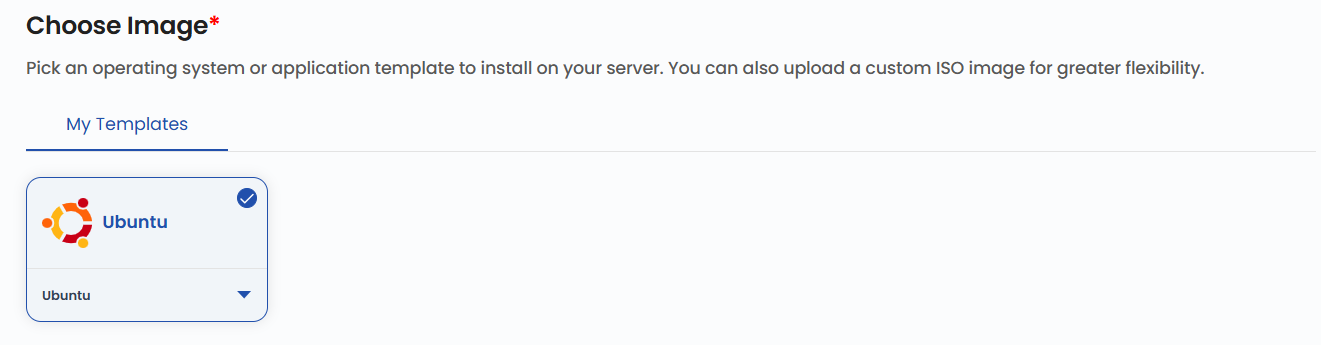 Choose Image*
Pick an operating system or application template to install on your server. You can also upload a custom ISO image for greater flexibility.
My Templates
Ubuntu
Ubuntu